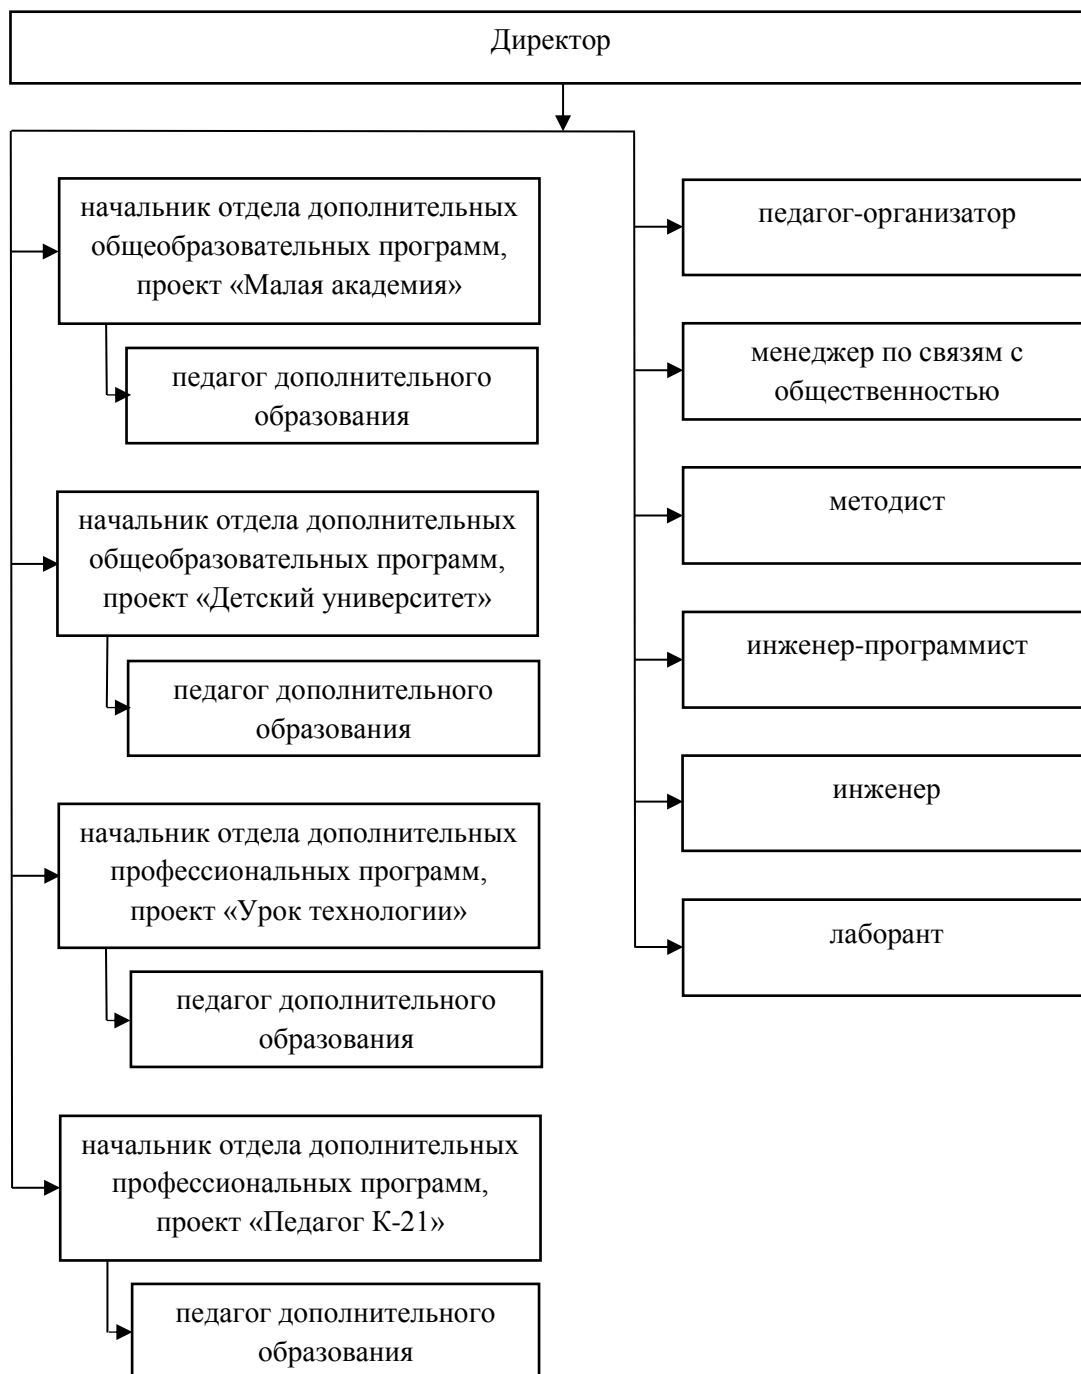 Директор
начальник отдела дополнительных
общеобразовательных программ,
проект «Малая академия»
педагог дополнительного
образования
начальник отдела дополнительных
общеобразовательных программ,
проект «Детский университет»
педагог дополнительного
образования
начальник отдела дополнительных
профессиональных программ,
проект «Урок технологии»
педагог дополнительного
образования
начальник отдела дополнительных
профессиональных программ,
проект «Педагог К-21»
педагог дополнительного
образования
педагог-организатор
менеджер по связям с
общественностью
методист
инженер-программист
инженер
лаборант